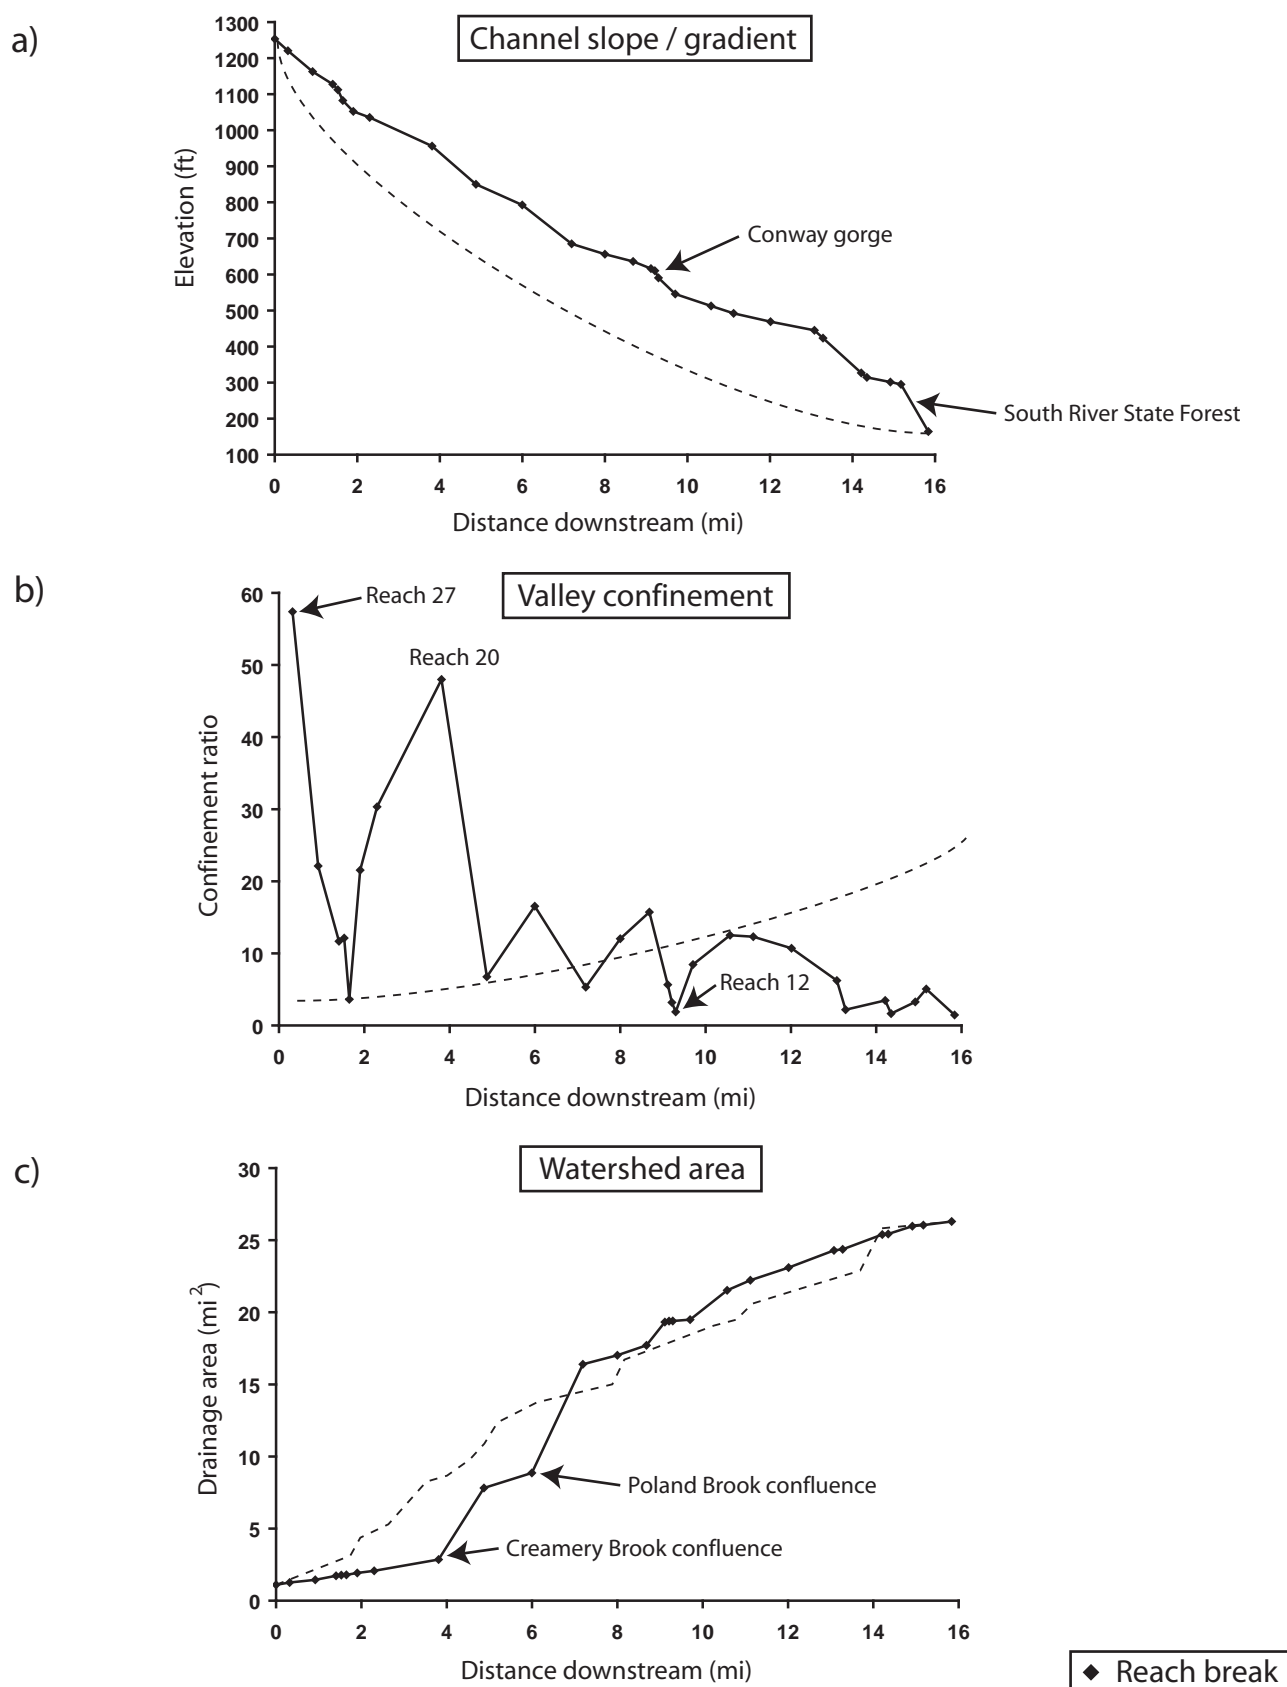 a)
Channel slope / gradient
Elevation (ft)
1300
1200
1100
1000
900
800
700
600
500
400
300
200
100
Conway gorge
South River State Forest
0 2 4 6 8 10 12 14 16
Distance downstream (mi)
b)
Valley confinement
Confinement ratio
60
50
40
30
20
10
0
Reach 27
Reach 20
Reach 12
0 2 4 6 8 10 12 14 16
Distance downstream (mi)
c)
Watershed area
Drainage area (mi²)
30
25
20
15
10
5
0
Poland Brook confluence
Creamery Brook confluence
0 2 4 6 8 10 12 14 16
Distance downstream (mi)
Reach break